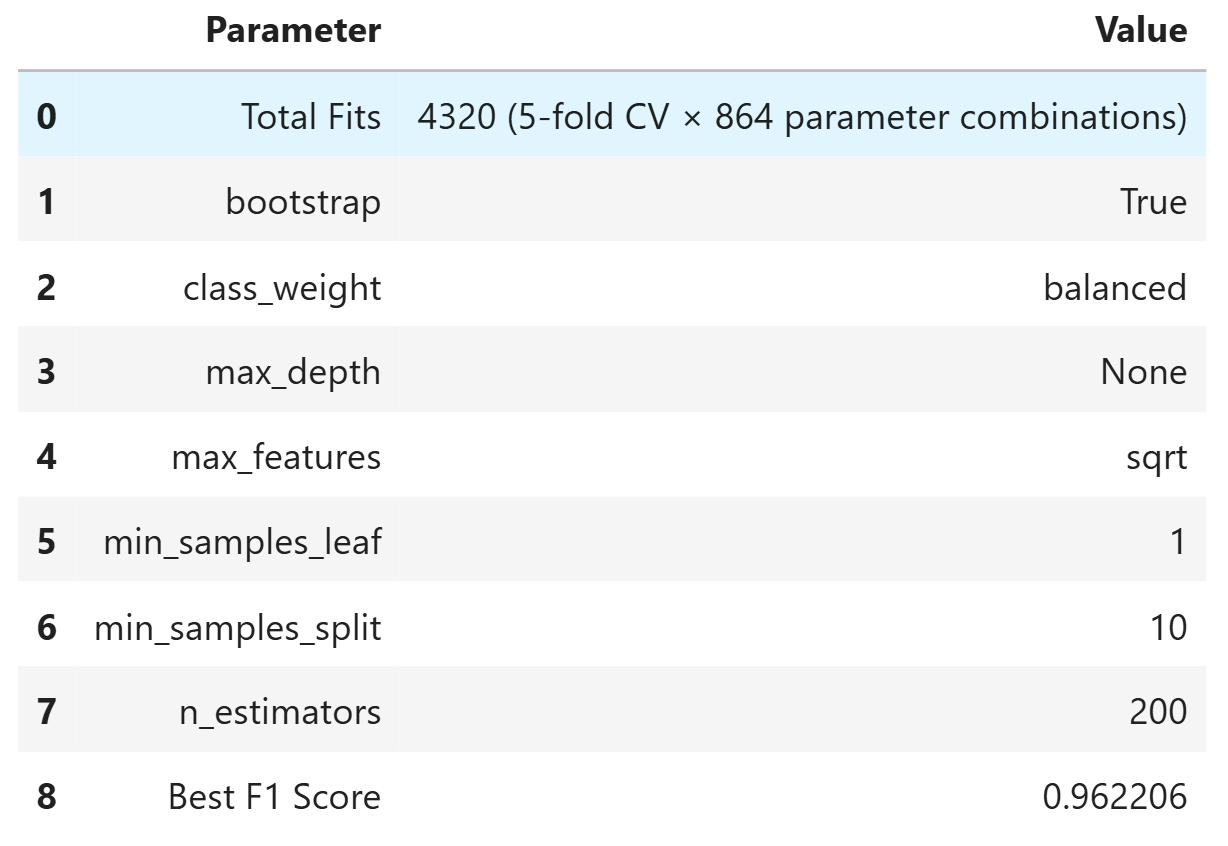 Parameter Value
0 Total Fits 4320 (5-fold CV × 864 parameter combinations)
1 bootstrap True
2 class_weight balanced
3 max_depth None
4 max_features sqrt
5 min_samples_leaf 1
6 min_samples_split 10
7 n_estimators 200
8 Best F1 Score 0.962206